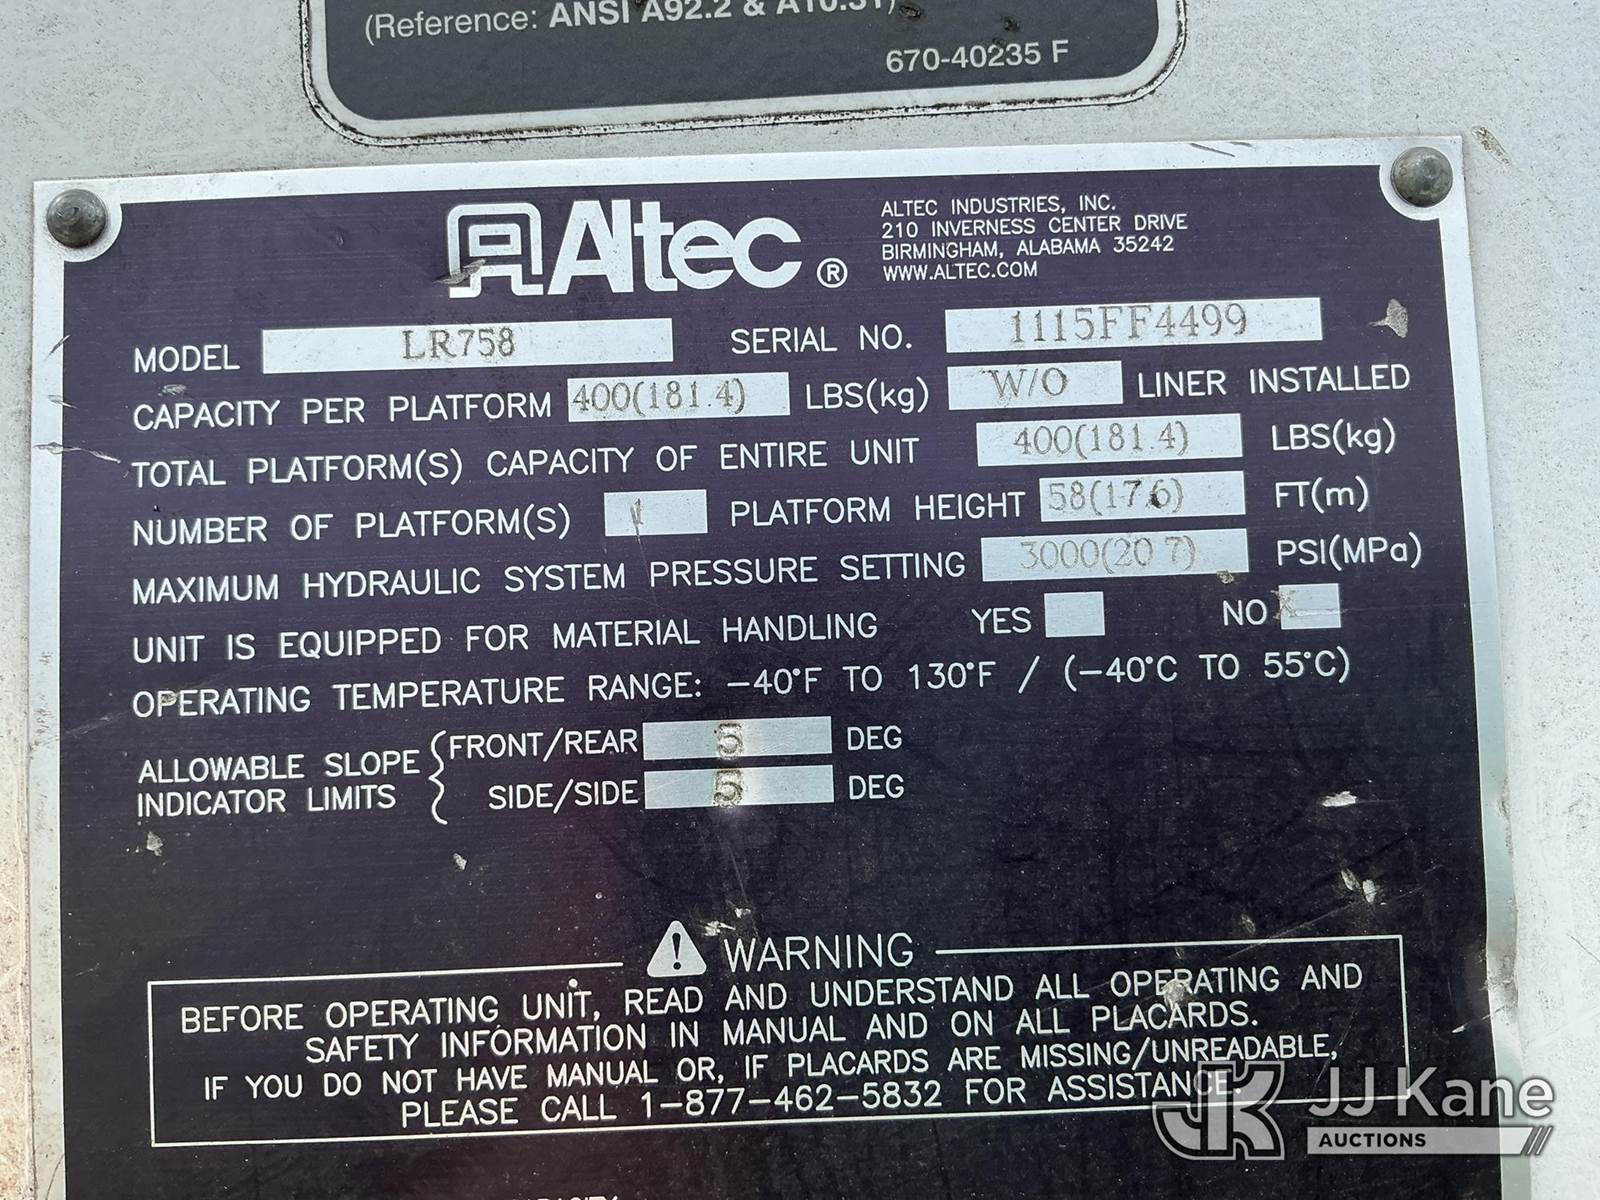 (Reference: ANSI A92.2 & A10.31)
670-40235 F
Altec®
ALTEC INDUSTRIES, INC.
210 INVERNESS CENTER DRIVE
BIRMINGHAM, ALABAMA 35242
WWW.ALTEC.COM
MODEL LR758 SERIAL NO. 1115FF4499
CAPACITY PER PLATFORM 400(181.4) LBS(kg) W/O LINER INSTALLED
TOTAL PLATFORM(S) CAPACITY OF ENTIRE UNIT 400(181.4) LBS(kg)
NUMBER OF PLATFORM(S) 1 PLATFORM HEIGHT 58(17.6) FT(m)
MAXIMUM HYDRAULIC SYSTEM PRESSURE SETTING 3000(20.7) PSI(MPa)
UNIT IS EQUIPPED FOR MATERIAL HANDLING YES NO X
OPERATING TEMPERATURE RANGE: -40°F TO 130°F / (-40°C TO 55°C)
ALLOWABLE SLOPE INDICATOR LIMITS
FRONT/REAR 5 DEG
SIDE/SIDE 5 DEG
WARNING
BEFORE OPERATING UNIT, READ AND UNDERSTAND ALL OPERATING AND
SAFETY INFORMATION IN MANUAL AND ON ALL PLACARDS.
IF YOU DO NOT HAVE MANUAL OR, IF PLACARDS ARE MISSING/UNREADABLE,
PLEASE CALL 1-877-462-5832 FOR ASSISTANCE.
JJ Kane
AUCTIONS